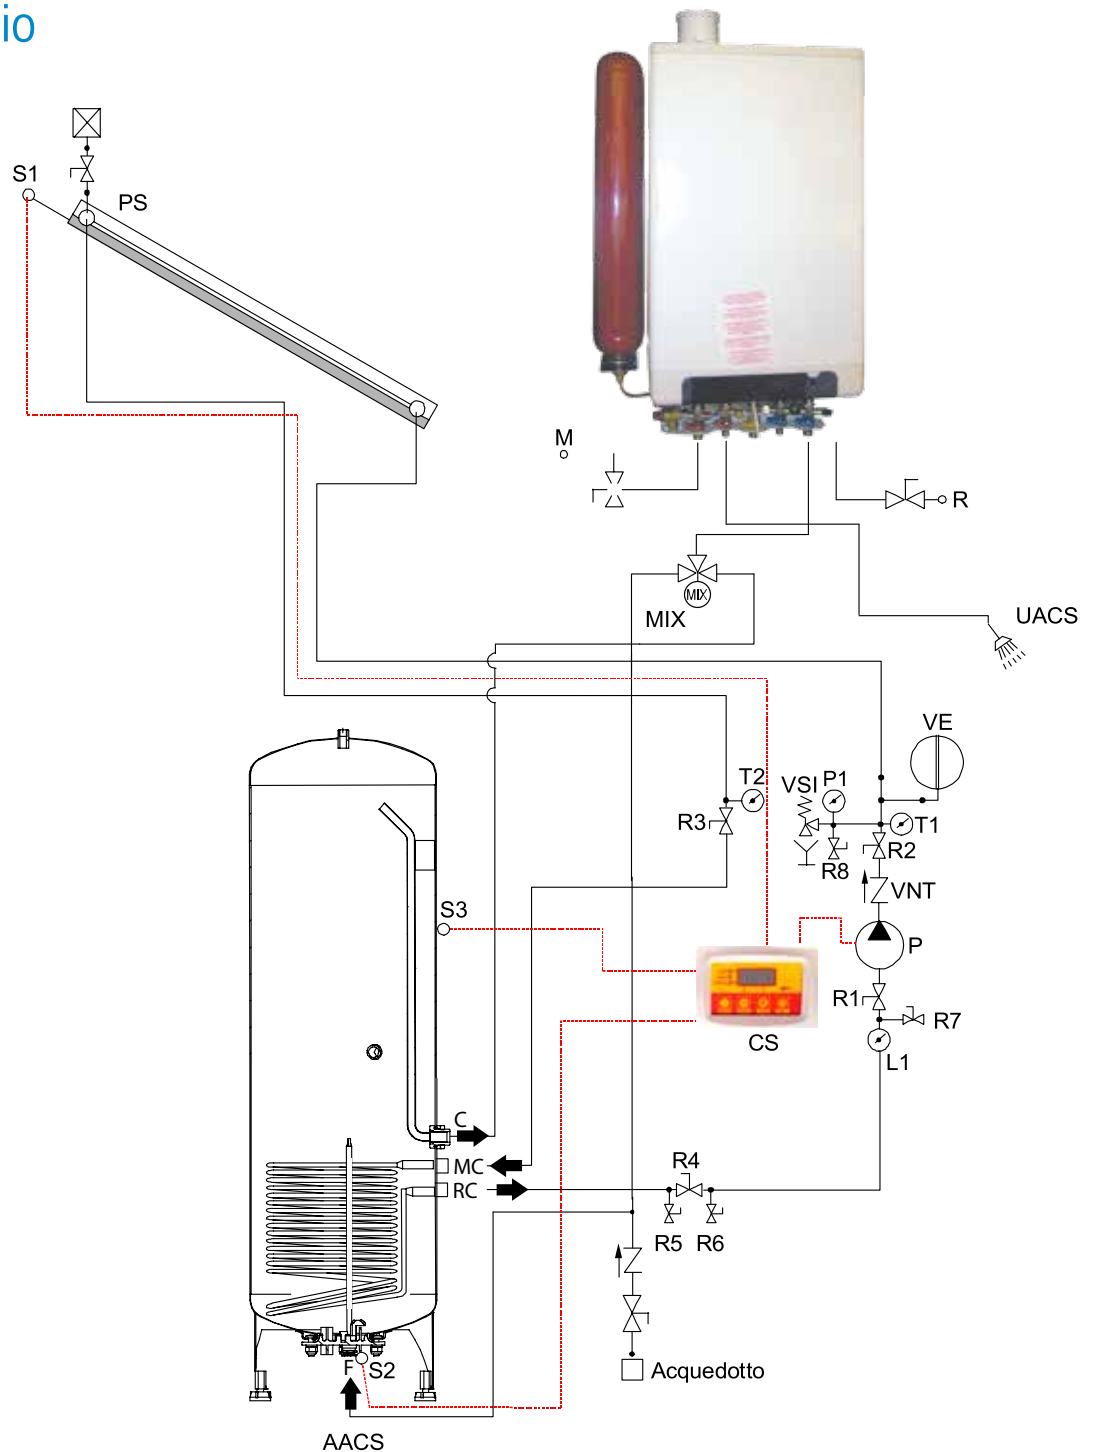 io
S1
PS
M
R
MIX
MIX
UACS
VE
T2
VSI
P1
R3
T1
R8
R2
VNT
S3
P
R1
R7
CS
L1
C
MC
RC
R4
R5
R6
F
S2
Acquedotto
AACS